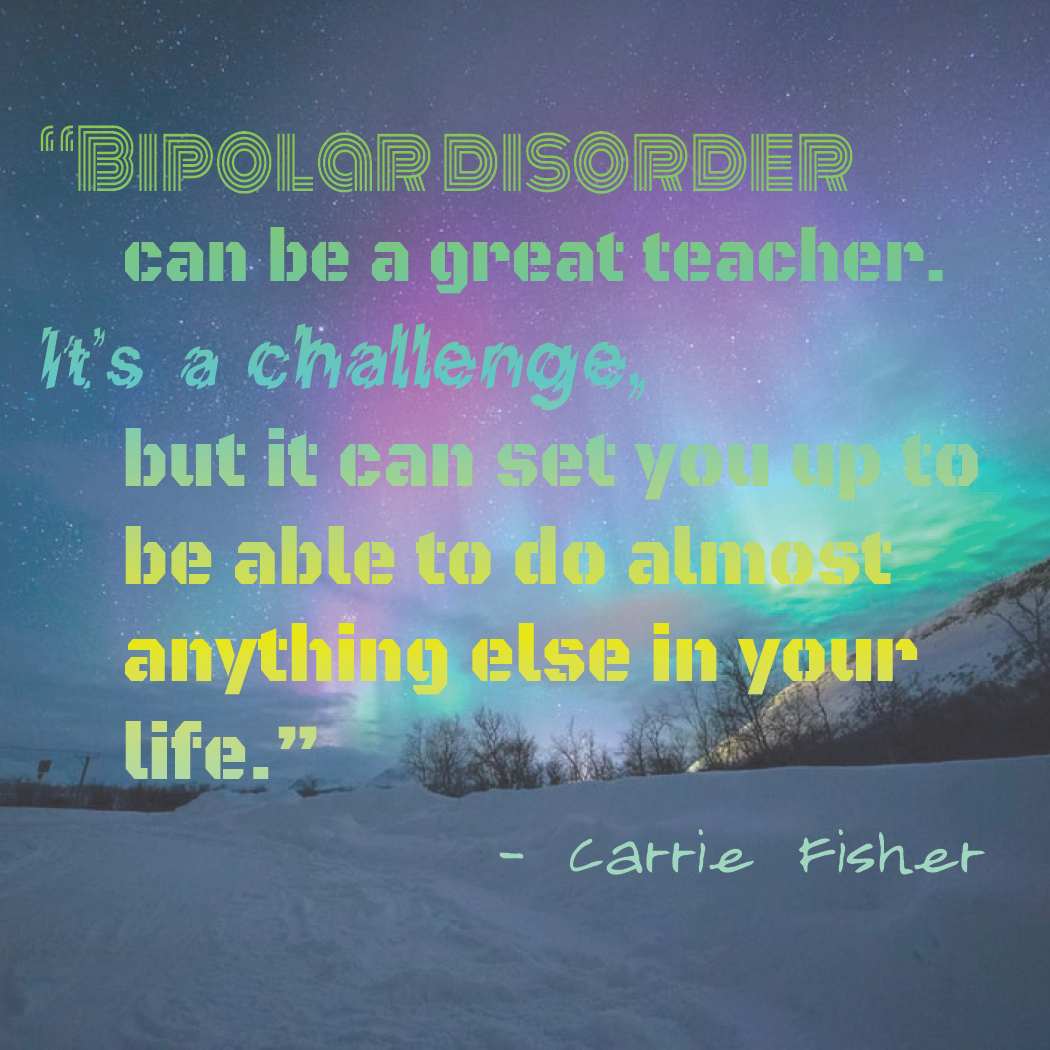 “Bipolar disorder
can be a great teacher.
It's a challenge,
but it can set you up to
be able to do almost
anything else in your
life.”
- Carrie Fisher